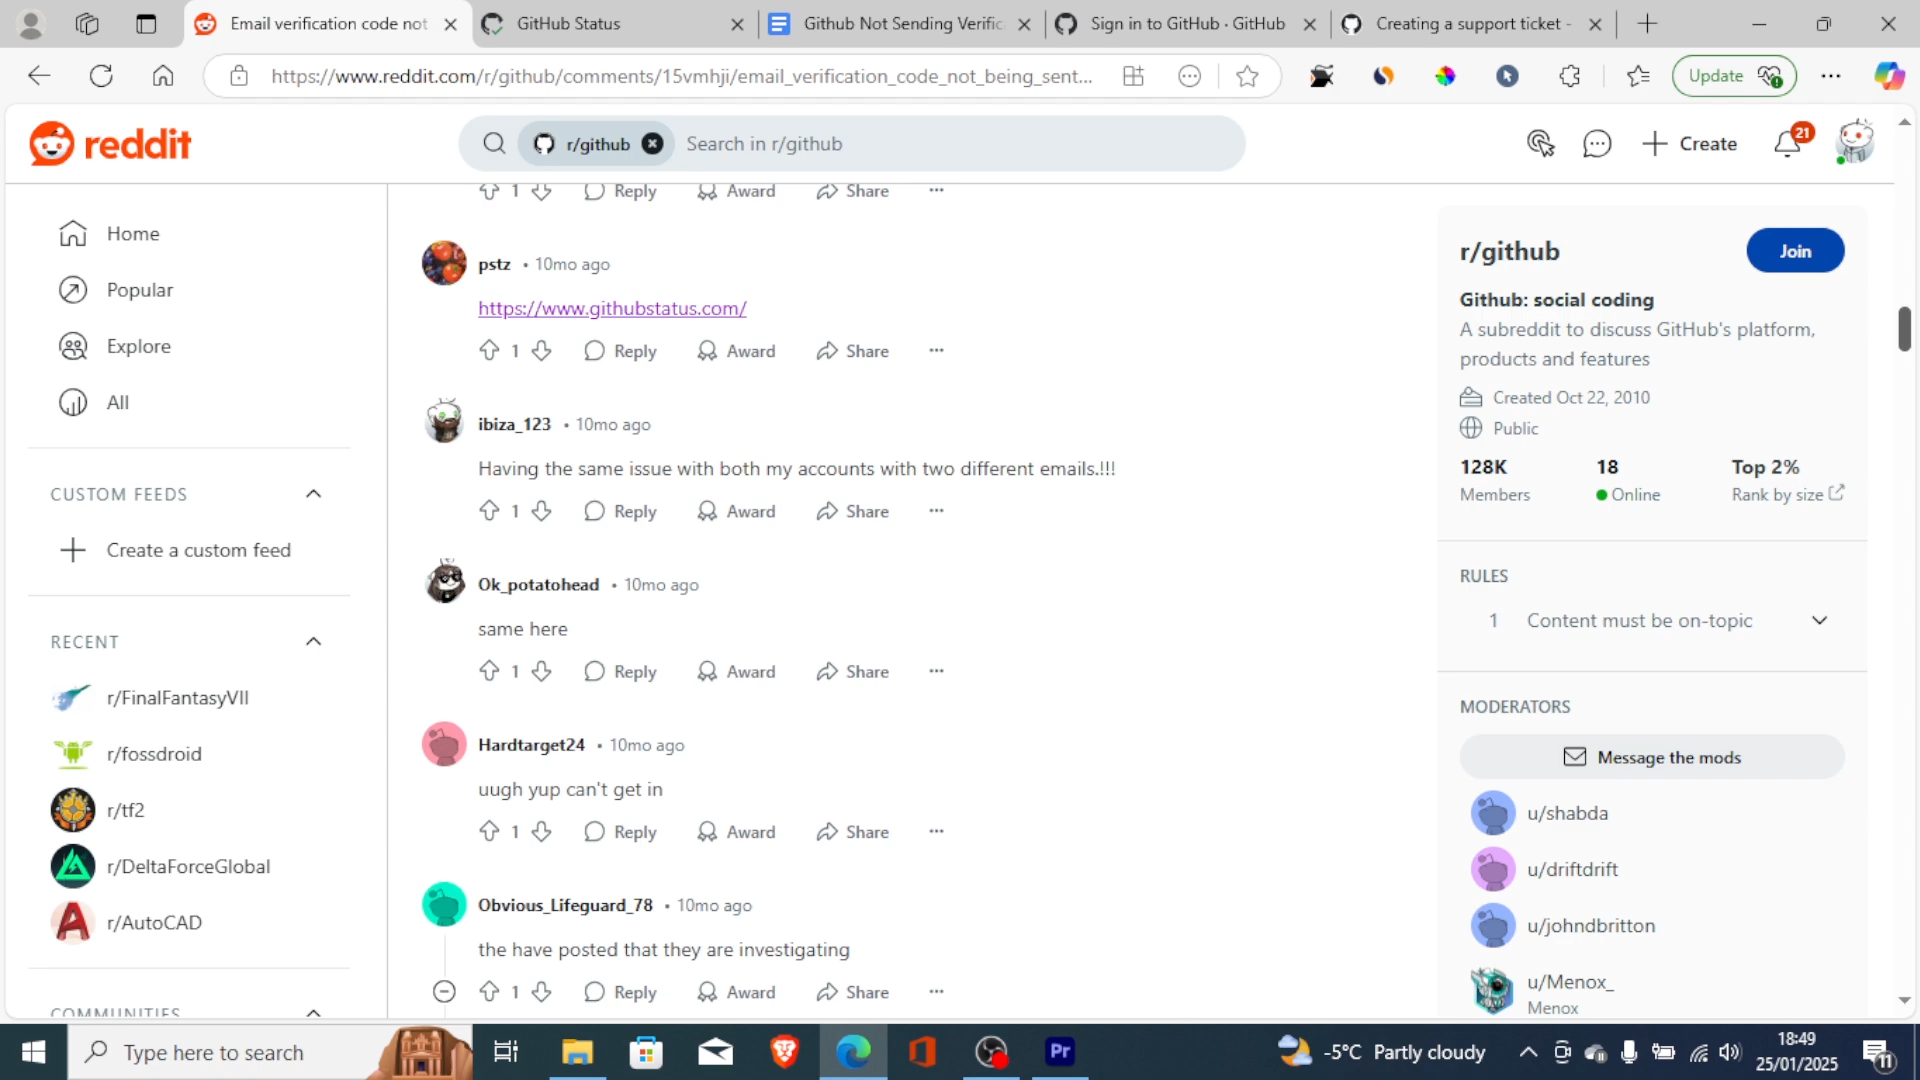 Email verification code not
GitHub Status
Github Not Sending Verific
Sign in to GitHub · GitHub
Creating a support ticket -
https://www.reddit.com/r/github/comments/15vmhji/email_verification_code_not_being_sent...
Update
reddit
r/github
Search in r/github
Create
21
Home
Popular
Explore
All
CUSTOM FEEDS
Create a custom feed
RECENT
r/FinalFantasyVII
r/fossdroid
r/tf2
r/DeltaForceGlobal
r/AutoCAD
COMMUNITIES
1 Reply Award Share
pstz • 10mo ago
https://www.githubstatus.com/
1 Reply Award Share
ibiza_123 • 10mo ago
Having the same issue with both my accounts with two different emails.!!!
1 Reply Award Share
Ok_potatohead • 10mo ago
same here
1 Reply Award Share
Hardtarget24 • 10mo ago
uugh yup can't get in
1 Reply Award Share
Obvious_Lifeguard_78 • 10mo ago
the have posted that they are investigating
1 Reply Award Share
r/github
Join
Github: social coding
A subreddit to discuss GitHub's platform,
products and features
Created Oct 22, 2010
Public
128K 18 Top 2%
Members Online Rank by size
RULES
1 Content must be on-topic
MODERATORS
Message the mods
u/shabda
u/driftdrift
u/johndbritton
u/Menox_
Menox
Type here to search
Pr
-5°C Partly cloudy
18:49
25/01/2025
11